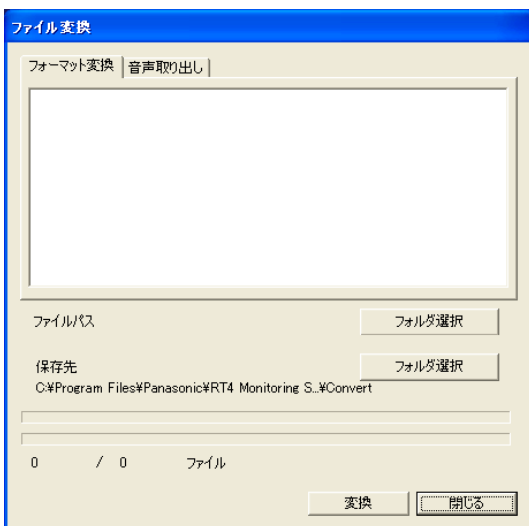 ファイル変換
フォーマット変換 音声取り出し
ファイルパス フォルダ選択
保存先 フォルダ選択
C:¥Program Files¥Panasonic¥RT4 Monitoring S...¥Convert
0 / 0 ファイル
変換 閉じる